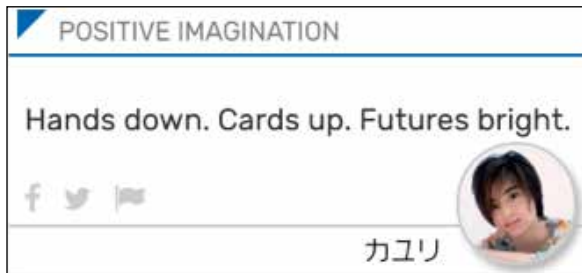 POSITIVE IMAGINATION
Hands down. Cards up. Futures bright.
カユリ